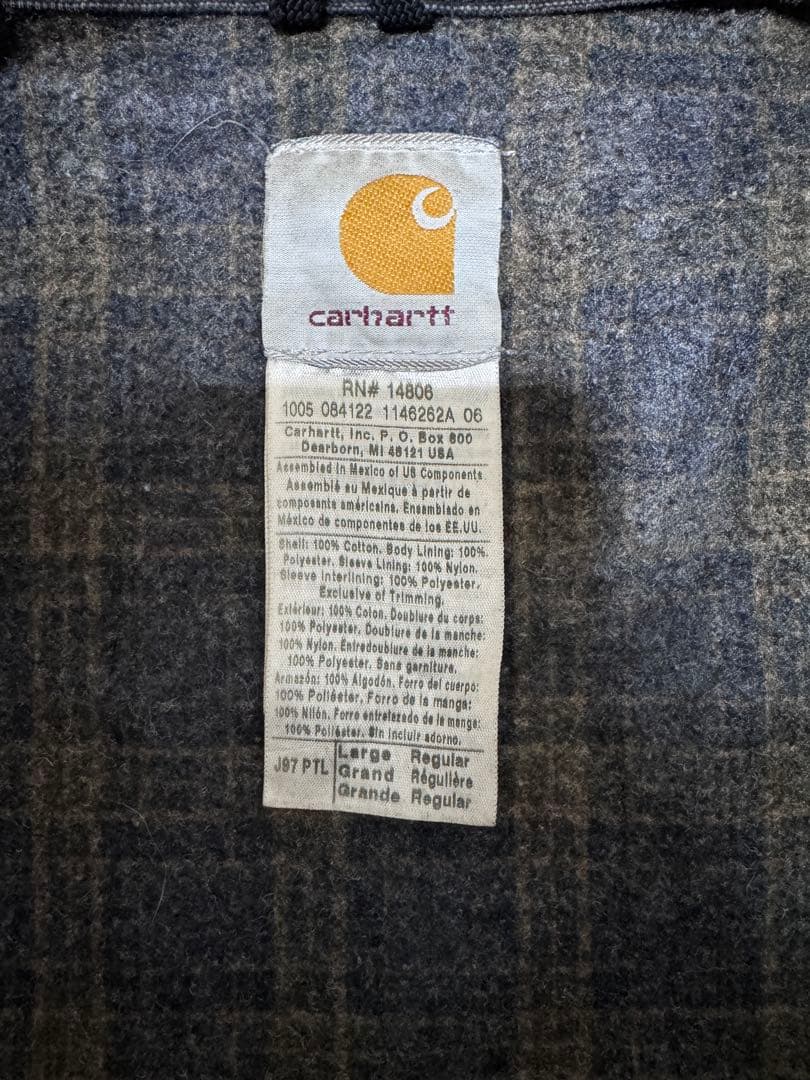 carhartt
RN# 14806
1005 084122 1146262A 06
Carhartt, Inc. P. O. Box 600
Dearborn, MI 48121 USA
Assembled in Mexico of US Components
Assemblé au Mexique à partir de
composants américains. Ensamblado en
México de componentes de los EE.UU.
Shell: 100% Cotton. Body Lining: 100%
Polyester. Sleeve Lining: 100% Nylon.
Sleeve Interlining: 100% Polyester.
Exclusive of Trimming.
Extérieur: 100% Coton. Doublure du corps:
100% Polyester. Doublure de la manche:
100% Nylon. Entredoublure de la manche:
100% Polyester. Sans garniture.
Armazón: 100% Algodón. Forro del cuerpo:
100% Poliéster. Forro de la manga:
100% Nilón. Forro entretelazado de la manga:
100% Poliéster. Sin incluir adorno.
J97 PTL
Large Regular
Grand Régulière
Grande Regular